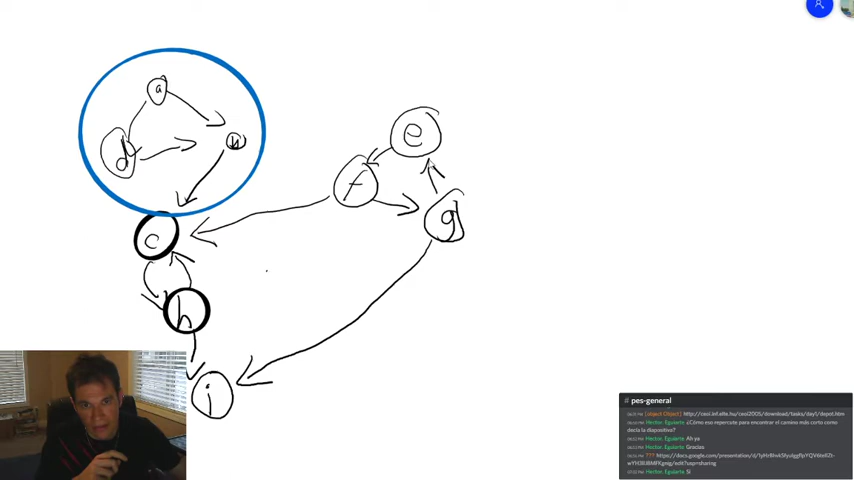 a
d
e
f
g
c
h
j
# pes-general
Hector. Eguiarte: ¿Cómo eso repercute para encontrar el camino más corto como
decía la diapositiva?
Hector. Eguiarte: Ah ya
Hector. Eguiarte: Gracias
Hector. Eguiarte: Si